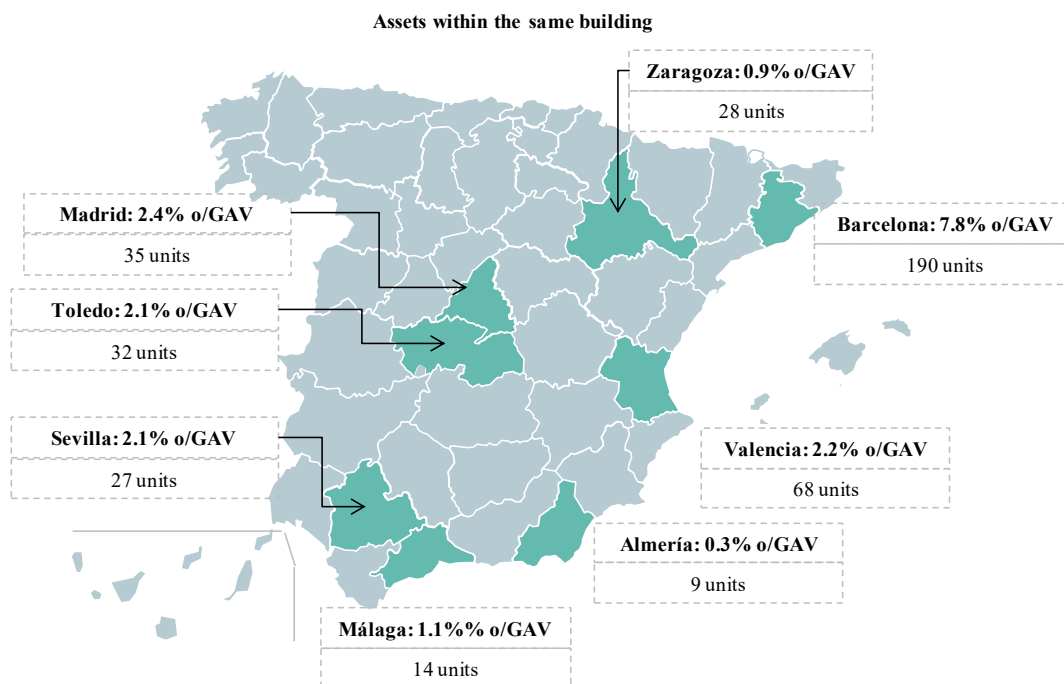 Assets within the same building
Zaragoza: 0.9% o/GAV
28 units
Madrid: 2.4% o/GAV
35 units
Barcelona: 7.8% o/GAV
190 units
Toledo: 2.1% o/GAV
32 units
Sevilla: 2.1% o/GAV
27 units
Valencia: 2.2% o/GAV
68 units
Almería: 0.3% o/GAV
9 units
Málaga: 1.1%% o/GAV
14 units